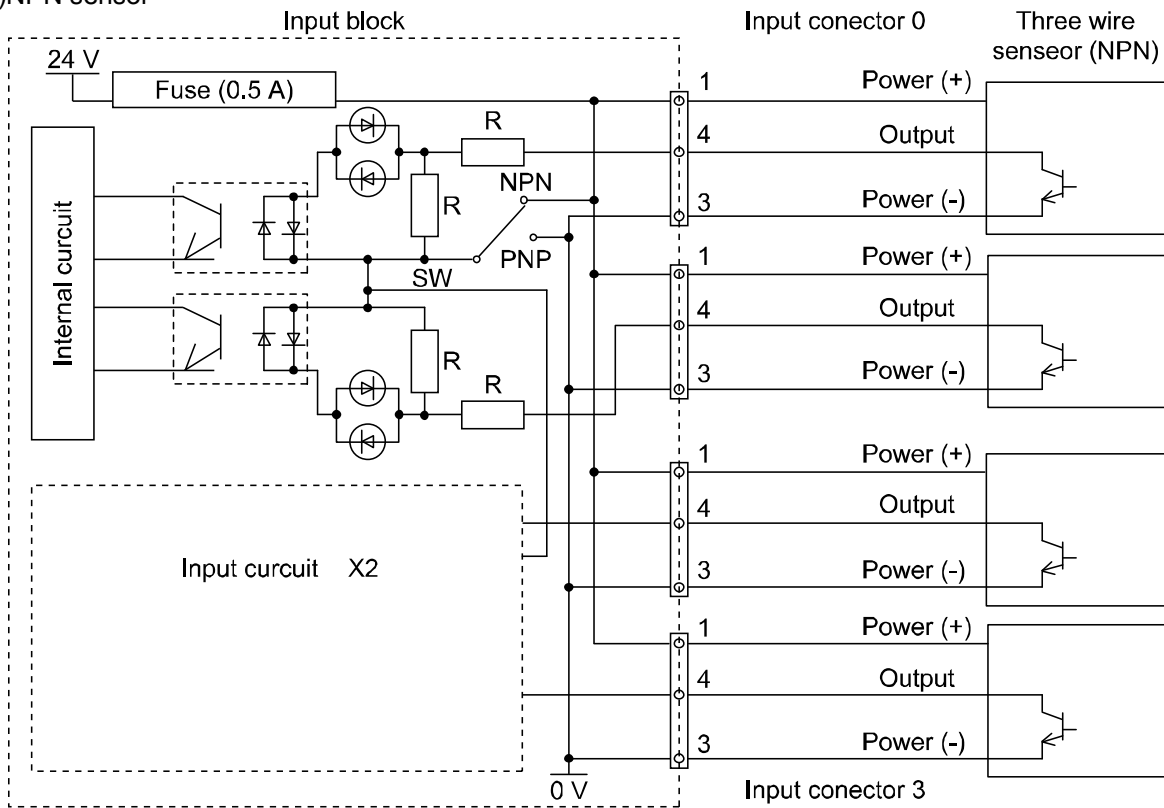 )NPN sensor
Input block
Input conector 0
Three wire
senseor (NPN)
24 V
Fuse (0.5 A)
1
Power (+)
R
4
Output
NPN
R
3
Power (-)
PNP
SW
Internal curcuit
1
Power (+)
4
Output
R
R
3
Power (-)
1
Power (+)
4
Output
Input curcuit X2
3
Power (-)
1
Power (+)
4
Output
3
Power (-)
0 V
Input conector 3